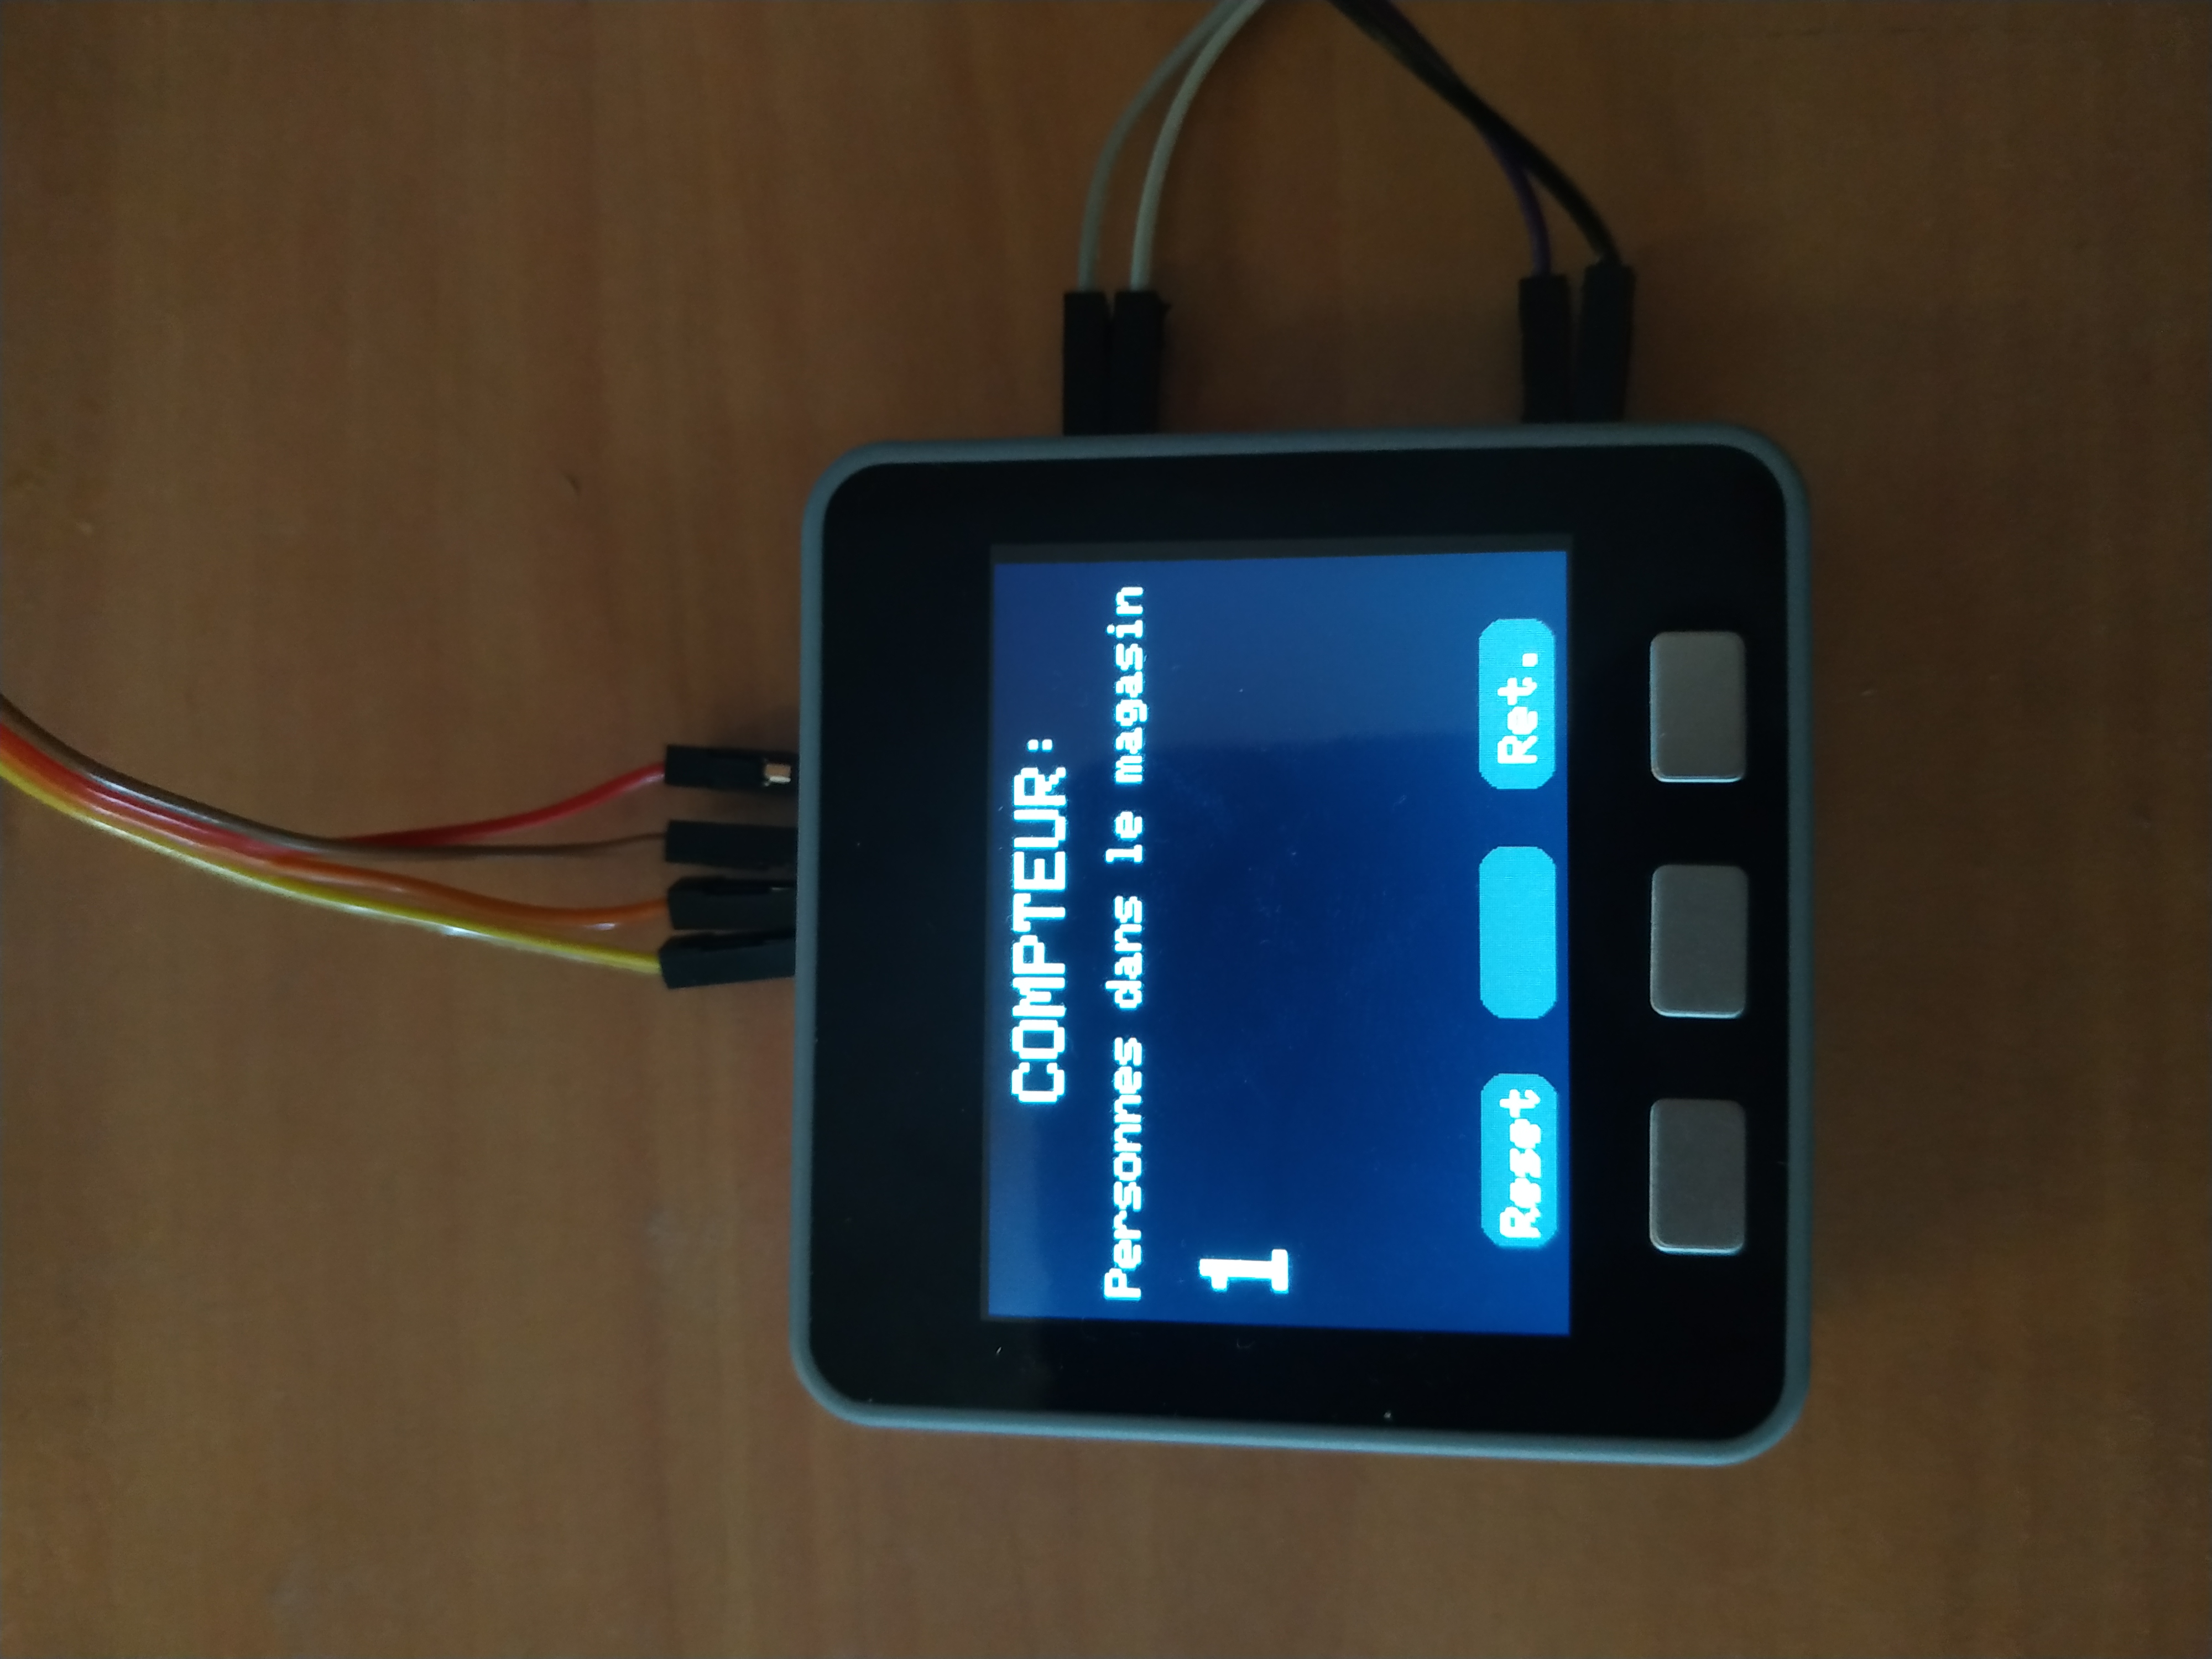 COMPTEUR:
Personnes dans le magasin
1
Reset
Ret.